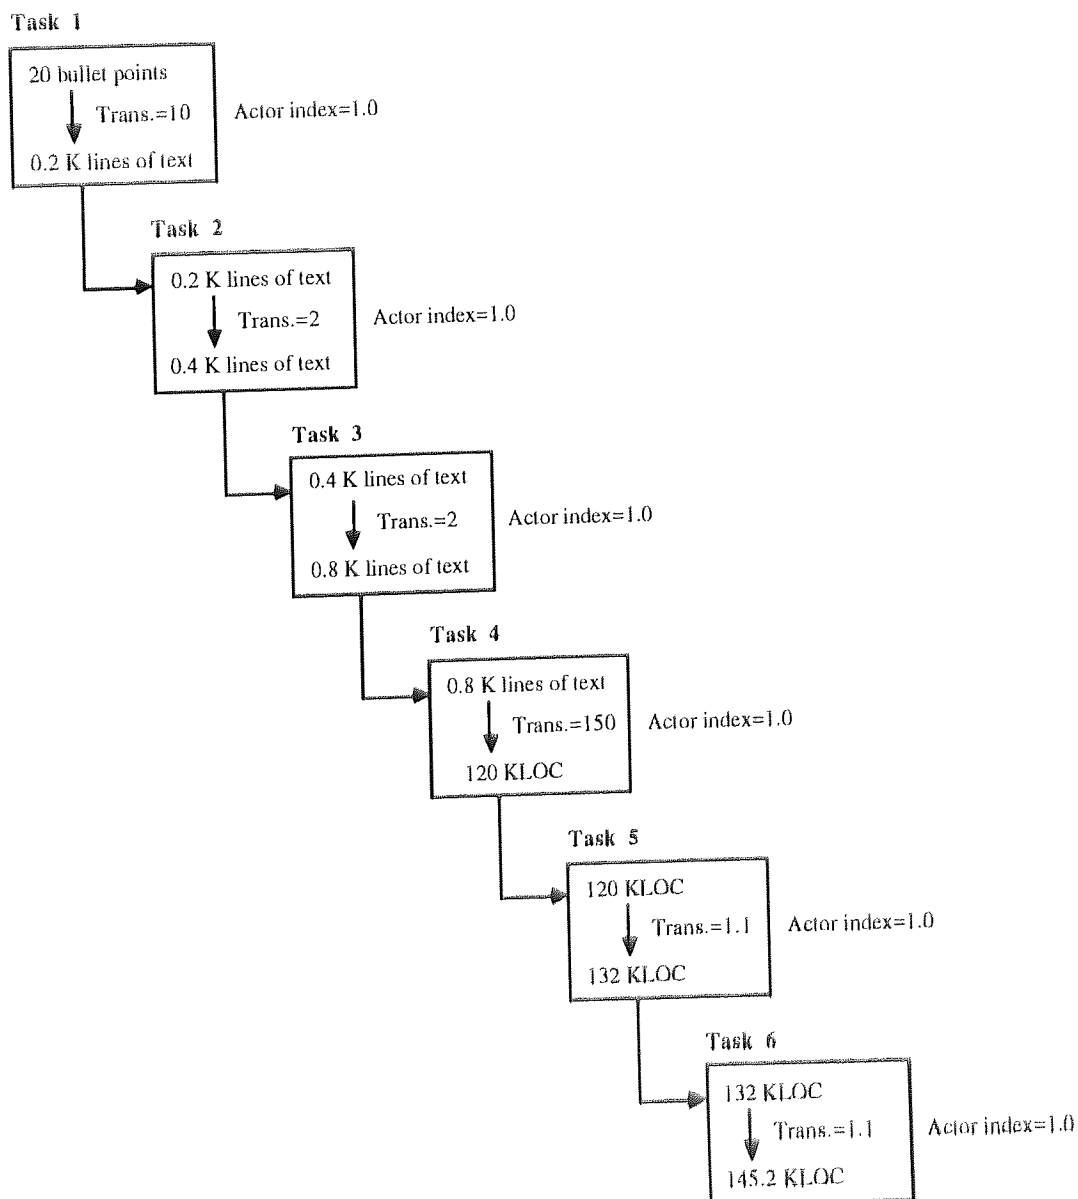 Task 1
20 bullet points
Trans.=10
Actor index=1.0
0.2 K lines of text
Task 2
0.2 K lines of text
Trans.=2
Actor index=1.0
0.4 K lines of text
Task 3
0.4 K lines of text
Trans.=2
Actor index=1.0
0.8 K lines of text
Task 4
0.8 K lines of text
Trans.=150
Actor index=1.0
120 KLOC
Task 5
120 KLOC
Trans.=1.1
Actor index=1.0
132 KLOC
Task 6
132 KLOC
Trans.=1.1
Actor index=1.0
145.2 KLOC